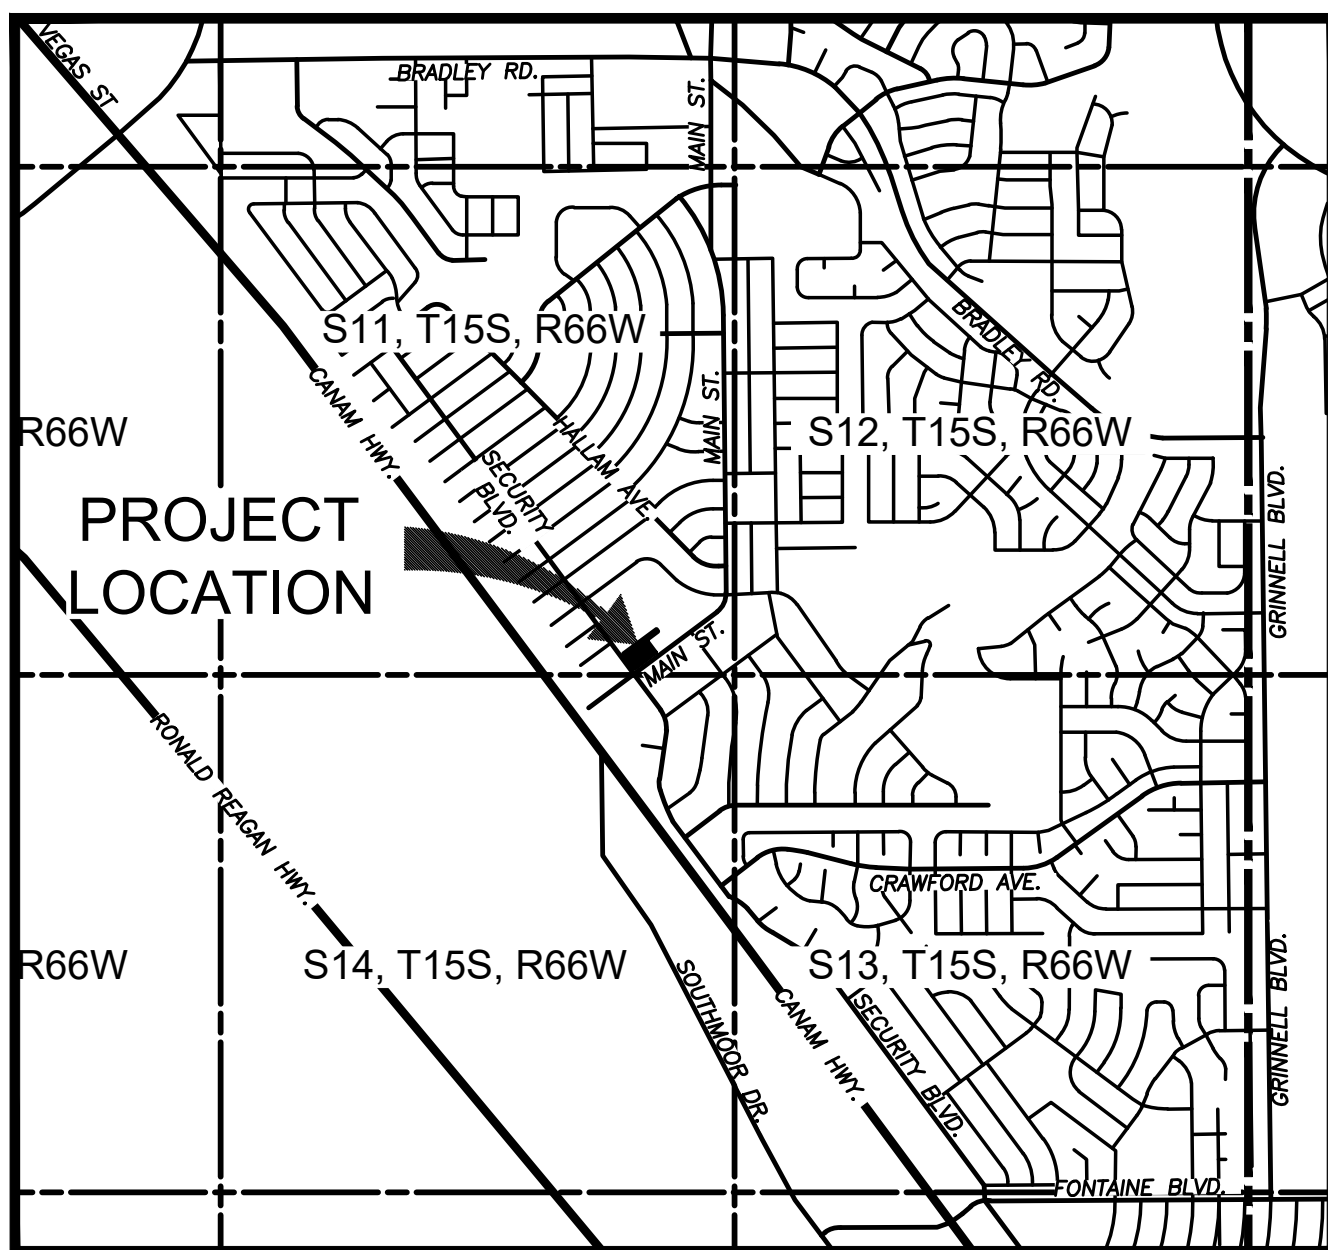 VEGAS ST
BRADLEY RD.
MAIN ST.
S11, T15S, R66W
BRADLEY RD.
CANAM HWY.
MAIN ST.
R66W
S12, T15S, R66W
HALLAM AVE.
SECURITY
BLVD.
GRINNELL BLVD.
PROJECT
LOCATION
MAIN ST.
RONALD REAGAN HWY.
CRAWFORD AVE.
R66W
S14, T15S, R66W
S13, T15S, R66W
SOUTHMOOR DR.
CANAM HWY.
SECURITY BLVD.
GRINNELL BLVD.
FONTAINE BLVD.